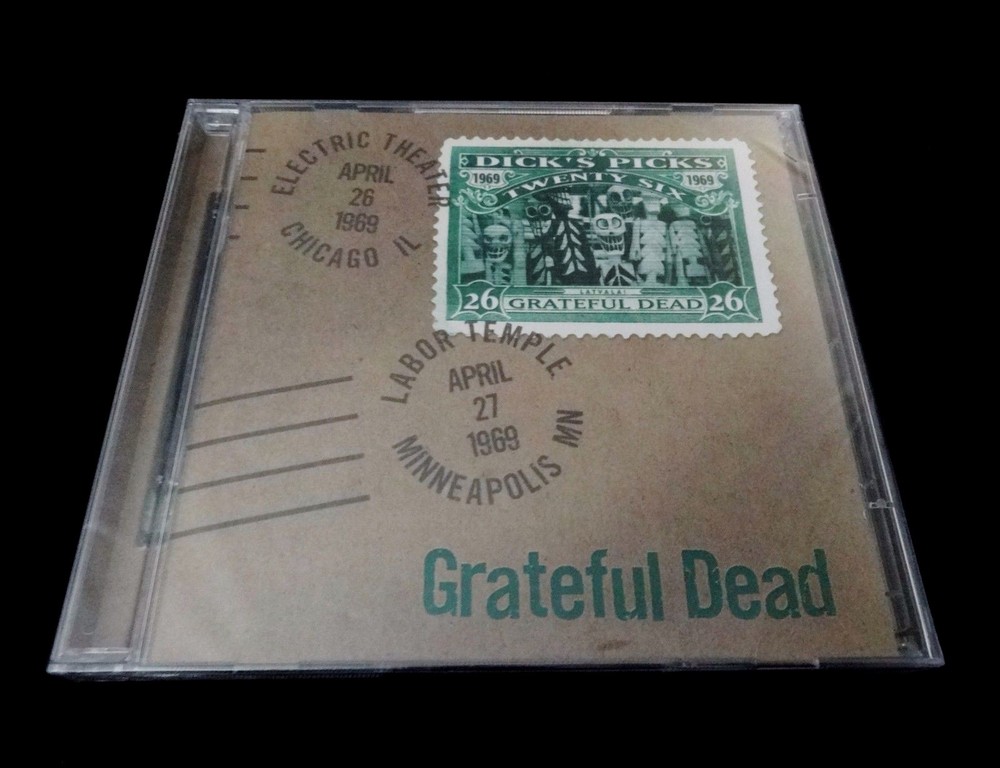 ELECTRIC THEATER
APRIL
26
1969
CHICAGO IL
DICK'S PICKS
1969 TWENTY SIX 1969
LATVALA!
26 GRATEFUL DEAD 26
LABOR TEMPLE
APRIL
27
1969
MINNEAPOLIS MN
Grateful Dead